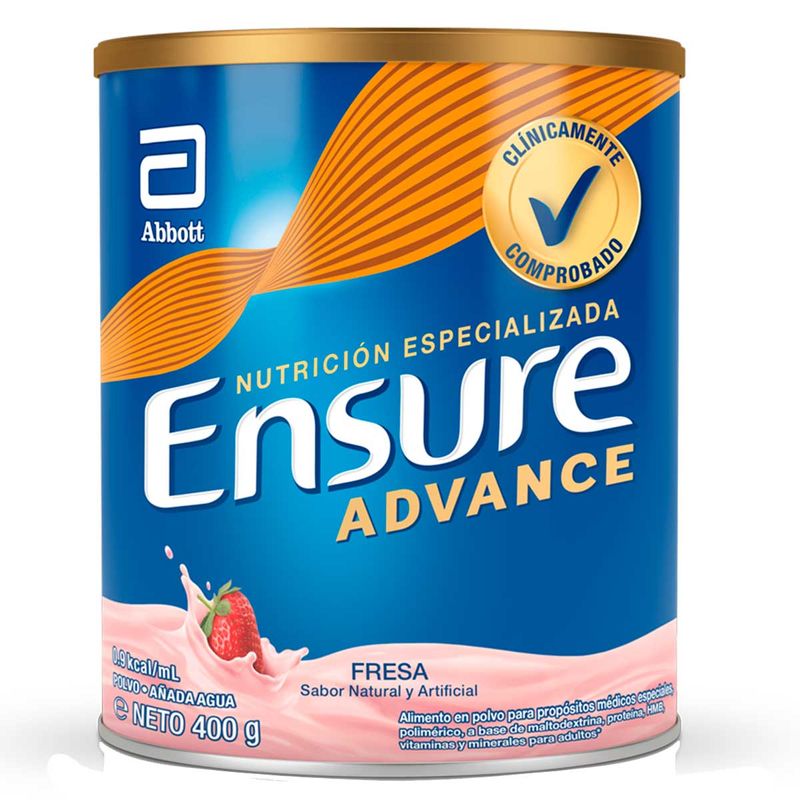 Abbott
CLÍNICAMENTE
COMPROBADO
NUTRICIÓN ESPECIALIZADA
Ensure
ADVANCE
0.9 kcal/mL
POLVO • AÑADA AGUA
e NETO 400 g
FRESA
Sabor Natural y Artificial
Alimento en polvo para propósitos médicos especiales,
polimérico, a base de maltodextrina, proteína, HMB,
vitaminas y minerales para adultos*